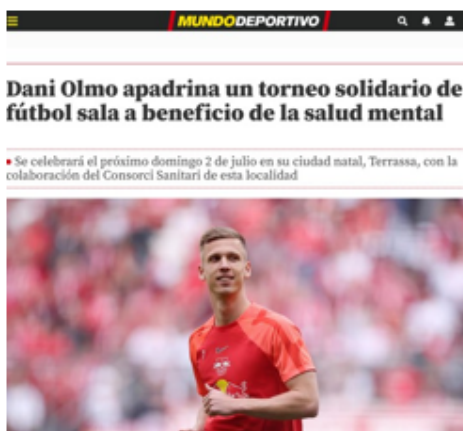 MUNDODEPORTIVO
Dani Olmo apadrina un torneo solidario de
fútbol sala a beneficio de la salud mental
Se celebrará el próximo domingo 2 de julio en su ciudad natal, Terrassa, con la
colaboración del Consorci Sanitari de esta localidad